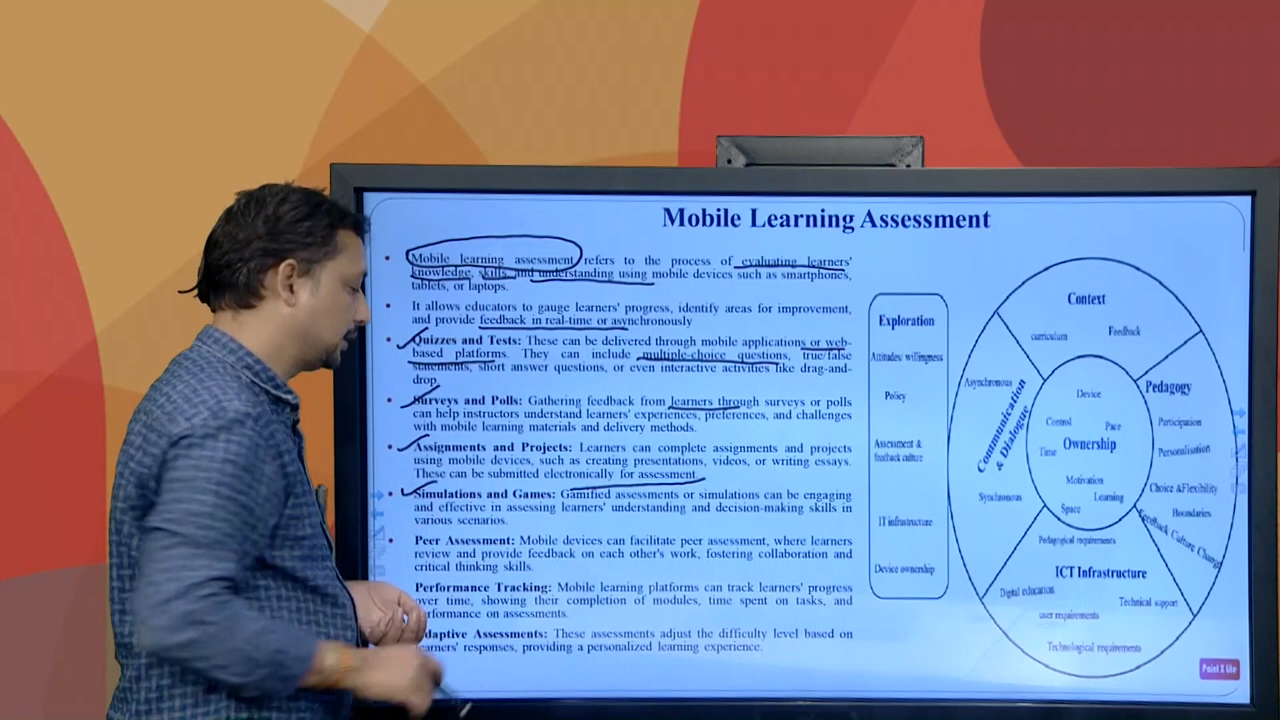 Mobile Learning Assessment
Mobile learning assessment refers to the process of evaluating learners'
knowledge, skills, and understanding using mobile devices such as smartphones,
tablets, or laptops.
It allows educators to gauge learners' progress, identify areas for improvement,
and provide feedback in real-time or asynchronously
Quizzes and Tests: These can be delivered through mobile applications or web-
based platforms. They can include multiple-choice questions, true/false
statements, short answer questions, or even interactive activities like drag-and-
drop.
Surveys and Polls: Gathering feedback from learners through surveys or polls
can help instructors understand learners' experiences, preferences, and challenges
with mobile learning materials and delivery methods.
Assignments and Projects: Learners can complete assignments and projects
using mobile devices, such as creating presentations, videos, or writing essays.
These can be submitted electronically for assessment.
Simulations and Games: Gamified assessments or simulations can be engaging
and effective in assessing learners' understanding and decision-making skills in
various scenarios.
Peer Assessment: Mobile devices can facilitate peer assessment, where learners
review and provide feedback on each other's work, fostering collaboration and
critical thinking skills.
Performance Tracking: Mobile learning platforms can track learners' progress
over time, showing their completion of modules, time spent on tasks, and
performance on assessments.
Adaptive Assessments: These assessments adjust the difficulty level based on
learners' responses, providing a personalized learning experience.
Exploration
Attitudes/ willingness
Policy
Assessment &
feedback culture
IT infrastructure
Device ownership
Context
curriculum
Feedback
Asynchronous
Communication
& Dialogue
Synchronous
Device
Control
Pace
Time
Ownership
Motivation
Learning
Space
Pedagogy
Participation
Personalisation
Choice &Flexibility
Boundaries
Feedback Culture Change
Pedagogical requirements
ICT Infrastructure
Digital education
Technical support
user requirements
Technological requirements
Point X Lite